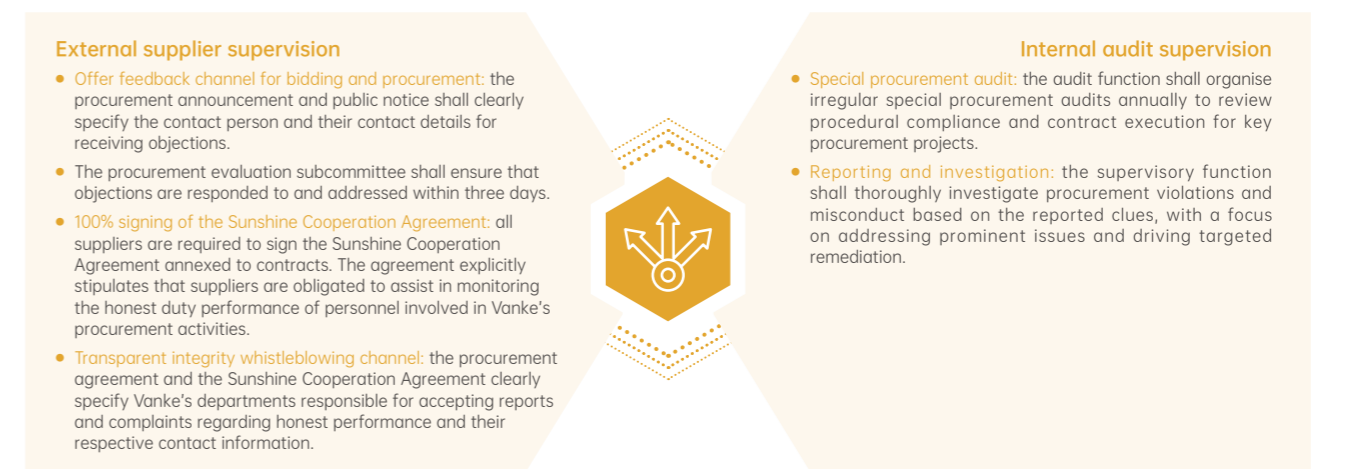 External supplier supervision
Offer feedback channel for bidding and procurement: the
procurement announcement and public notice shall clearly
specify the contact person and their contact details for
receiving objections.
The procurement evaluation subcommittee shall ensure that
objections are responded to and addressed within three days.
100% signing of the Sunshine Cooperation Agreement: all
suppliers are required to sign the Sunshine Cooperation
Agreement annexed to contracts. The agreement explicitly
stipulates that suppliers are obligated to assist in monitoring
the honest duty performance of personnel involved in Vanke's
procurement activities.
Transparent integrity whistleblowing channel: the procurement
agreement and the Sunshine Cooperation Agreement clearly
specify Vanke's departments responsible for accepting reports
and complaints regarding honest performance and their
respective contact information.
Internal audit supervision
Special procurement audit: the audit function shall organise
irregular special procurement audits annually to review
procedural compliance and contract execution for key
procurement projects.
Reporting and investigation: the supervisory function
shall thoroughly investigate procurement violations and
misconduct based on the reported clues, with a focus
on addressing prominent issues and driving targeted
remediation.